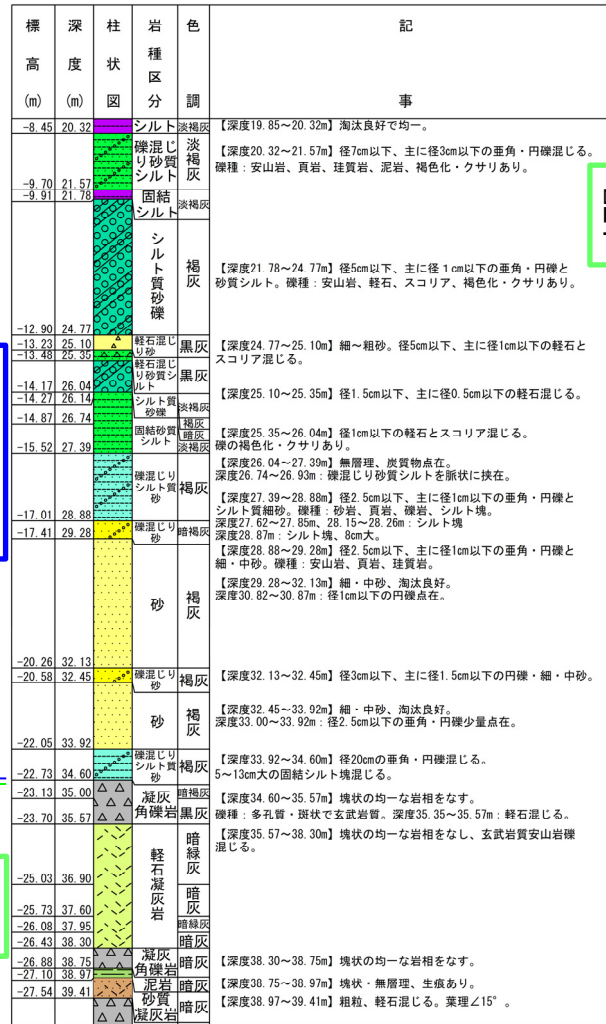 標高(m) 深度(m) 柱状図 岩種区分 色調 記事
-8.45 20.32 シルト 淡褐灰 【深度19.85~20.32m】淘汰良好で均一。
-9.70 21.57 礫混じり砂質シルト 淡褐灰 【深度20.32~21.57m】径7cm以下、主に径3cm以下の亜角・円礫混じる。
礫種：安山岩、頁岩、珪質岩、泥岩、褐色化・クサリあり。
-9.91 21.78 固結シルト 淡褐灰
-12.90 24.77 シルト質砂礫 褐灰 【深度21.78~24.77m】径5cm以下、主に径1cm以下の亜角・円礫と
砂質シルト。礫種：安山岩、軽石、スコリア、褐色化・クサリあり。
-13.23 25.10 軽石混じり砂 黒灰 【深度24.77~25.10m】細~粗砂。径5cm以下、主に径1cm以下の軽石と
スコリア混じる。
-13.48 25.35 軽石混じり砂質シルト 黒灰
-14.17 26.04 【深度25.10~25.35m】径1.5cm以下、主に径0.5cm以下の軽石混じる。
-14.27 26.14 シルト質砂礫 淡褐灰
-14.87 26.74 固結砂質シルト 褐灰 【深度25.35~26.04m】径1cm以下の軽石とスコリア混じる。
暗灰 礫の褐色化・クサリあり。
-15.52 27.39 淡褐灰
【深度26.04~27.39m】無層理、炭質物点在。
深度26.74~26.93m：礫混じり砂質シルトを脈状に挟在。
-17.01 28.88 礫混じりシルト質砂 褐灰 【深度27.39~28.88m】径2.5cm以下、主に径1cm以下の亜角・円礫と
シルト質細砂。礫種：砂岩、頁岩、礫岩、シルト塊。
深度27.62~27.85m、28.15~28.26m：シルト塊
深度28.87m：シルト塊、8cm大。
-17.41 29.28 礫混じり砂 暗褐灰
【深度28.88~29.28m】径2.5cm以下、主に径1cm以下の亜角・円礫と
細・中砂。礫種：安山岩、頁岩、珪質岩。
-20.26 32.13 砂 褐灰 【深度29.28~32.13m】細・中砂、淘汰良好。
深度30.82~30.87m：径1cm以下の円礫点在。
-20.58 32.45 礫混じり砂 褐灰 【深度32.13~32.45m】径3cm以下、主に径1.5cm以下の円礫・細・中砂。
-22.05 33.92 砂 褐灰 【深度32.45~33.92m】細・中砂、淘汰良好。
深度33.00~33.92m：径2.5cm以下の亜角・円礫少量点在。
-22.73 34.60 礫混じりシルト質砂 褐灰 【深度33.92~34.60m】径20cmの亜角・円礫混じる。
5~13cm大の固結シルト塊混じる。
-23.13 35.00 凝灰角礫岩 暗褐灰 【深度34.60~35.57m】塊状の均一な岩相をなす。
-23.70 35.57 黒灰 礫種：多孔質・斑状で玄武岩質。深度35.35~35.57m：軽石混じる。
-25.03 36.90 軽石凝灰岩 暗緑灰 【深度35.57~38.30m】塊状の均一な岩相をなし、玄武岩質安山岩礫
混じる。
-25.73 37.60 暗灰
-26.08 37.95 暗緑灰
-26.43 38.30 暗灰
-26.88 38.75 凝灰角礫岩 暗灰 【深度38.30~38.75m】塊状の均一な岩相をなす。
-27.10 38.97 泥岩 暗灰 【深度38.75~38.97m】塊状・無層理、生痕あり。
-27.54 39.41 砂質凝灰岩 暗灰 【深度38.97~39.41m】粗粒、軽石混じる。葉理∠15°。